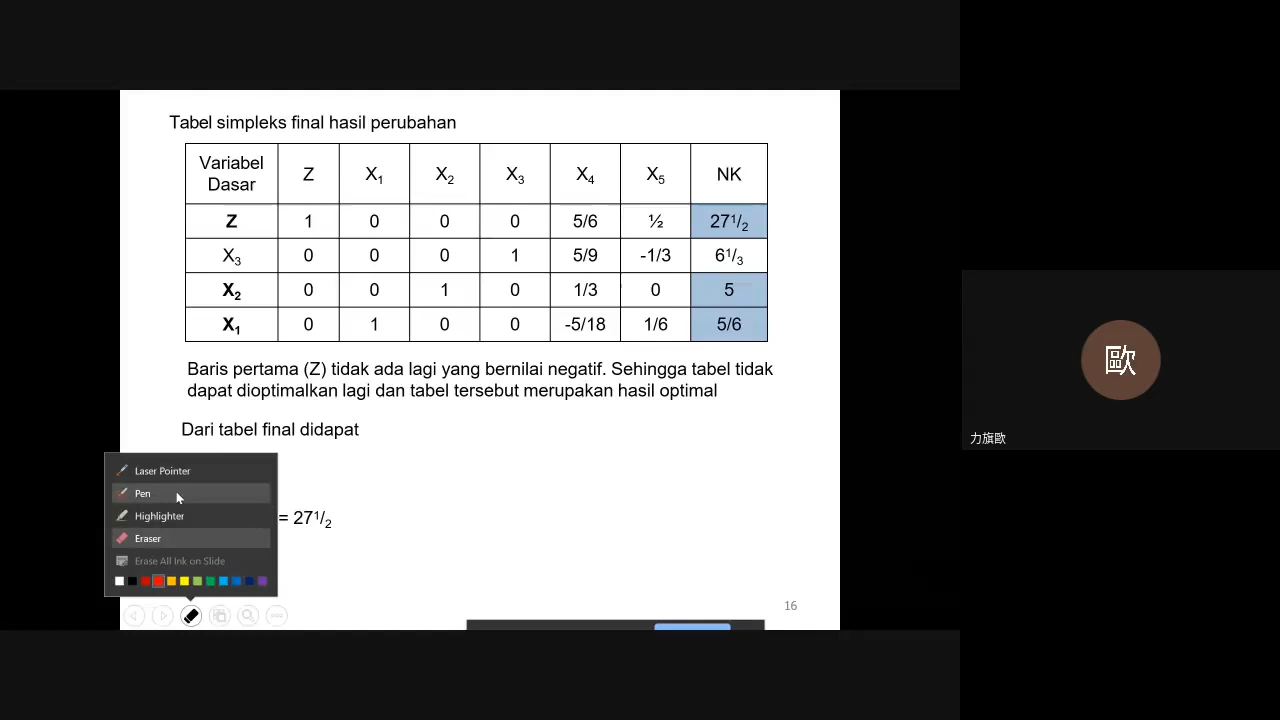 Tabel simpleks final hasil perubahan
Variabel Dasar Z X₁ X₂ X₃ X₄ X₅ NK
Z 1 0 0 0 5/6 ½ 27¹/₂
X₃ 0 0 0 1 5/9 -1/3 6¹/₃
X₂ 0 0 1 0 1/3 0 5
X₁ 0 1 0 0 -5/18 1/6 5/6
Baris pertama (Z) tidak ada lagi yang bernilai negatif. Sehingga tabel tidak
dapat dioptimalkan lagi dan tabel tersebut merupakan hasil optimal
Dari tabel final didapat
Laser Pointer
Pen
Highlighter
Eraser
Erase All Ink on Slide
= 27¹/₂
16
歐
力旗歐